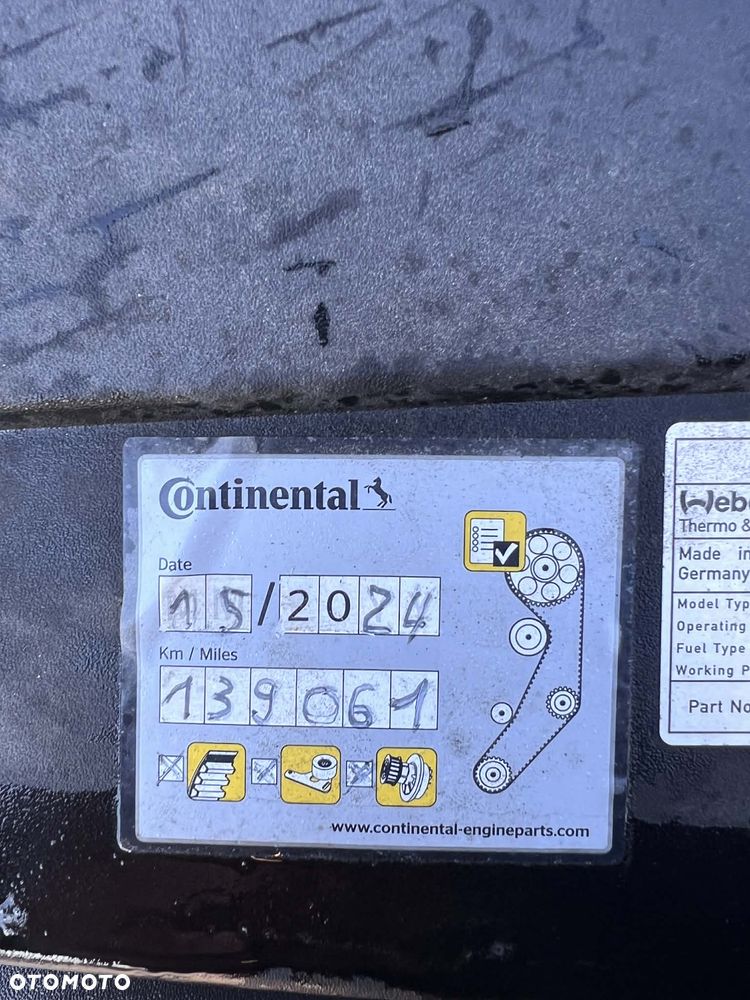 Continental
Date
15/2024
Km / Miles
139061
www.continental-engineparts.com
Webe
Thermo &
Made in
Germany
Model Typ
Operating
Fuel Type
Working P
Part No
OTOMOTO